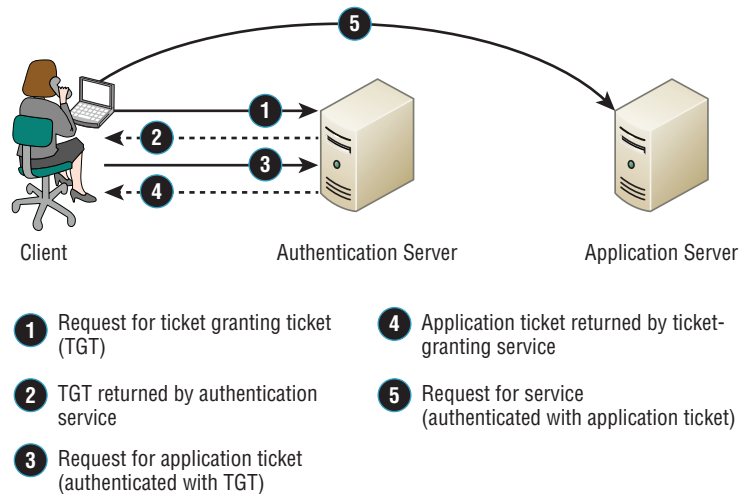 5
1
2
3
4
Client
Authentication Server
Application Server
1 Request for ticket granting ticket
(TGT)
2 TGT returned by authentication
service
3 Request for application ticket
(authenticated with TGT)
4 Application ticket returned by ticket-
granting service
5 Request for service
(authenticated with application ticket)